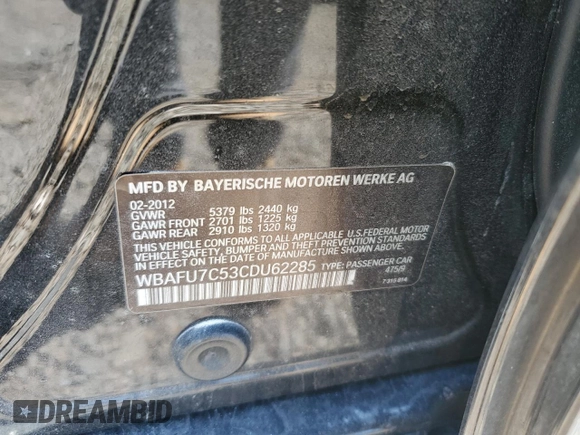 MFD BY BAYERISCHE MOTOREN WERKE AG
02-2012
GVWR 5379 lbs 2440 kg
GAWR FRONT 2701 lbs 1225 kg
GAWR REAR 2910 lbs 1320 kg
THIS VEHICLE CONFORMS TO ALL APPLICABLE U.S.FEDERAL MOTOR
VEHICLE SAFETY, BUMPER, AND THEFT PREVENTION STANDARDS
IN EFFECT ON THE DATE OF MANUFACTURE SHOWN ABOVE.
WBAFU7C53CDU62285 TYPE: PASSENGER CAR
475/9
DREAMBID